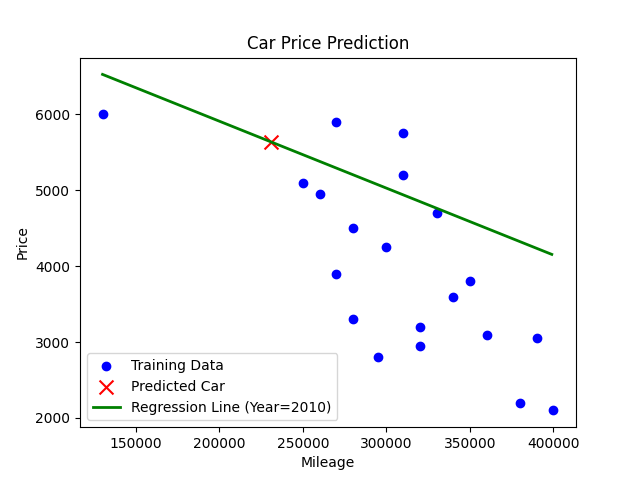 Car Price Prediction
6000
5000
4000
3000
2000
Price
Training Data
Predicted Car
Regression Line (Year=2010)
150000 200000 250000 300000 350000 400000
Mileage